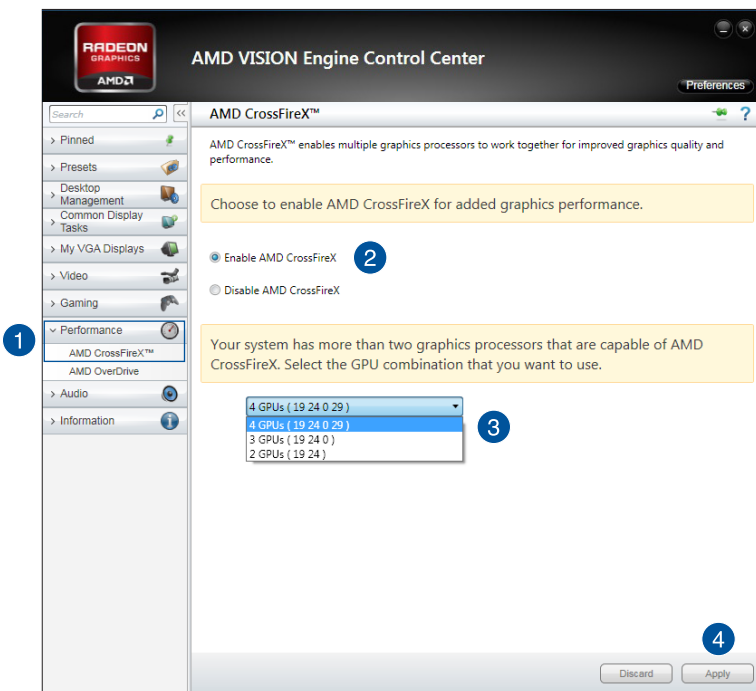 RADEON
GRAPHICS
AMD
AMD VISION Engine Control Center
Preferences
Search
<<
AMD CrossFireX™
?
> Pinned
> Presets
> Desktop
Management
> Common Display
Tasks
> My VGA Displays
> Video
> Gaming
1
Performance
AMD CrossFireX™
AMD OverDrive
> Audio
> Information
AMD CrossFireX™ enables multiple graphics processors to work together for improved graphics quality and
performance.
Choose to enable AMD CrossFireX for added graphics performance.
Enable AMD CrossFireX
2
Disable AMD CrossFireX
Your system has more than two graphics processors that are capable of AMD
CrossFireX. Select the GPU combination that you want to use.
4 GPUs ( 19 24 0 29 )
4 GPUs ( 19 24 0 29 )
3 GPUs ( 19 24 0 )
2 GPUs ( 19 24 )
3
4
Discard
Apply